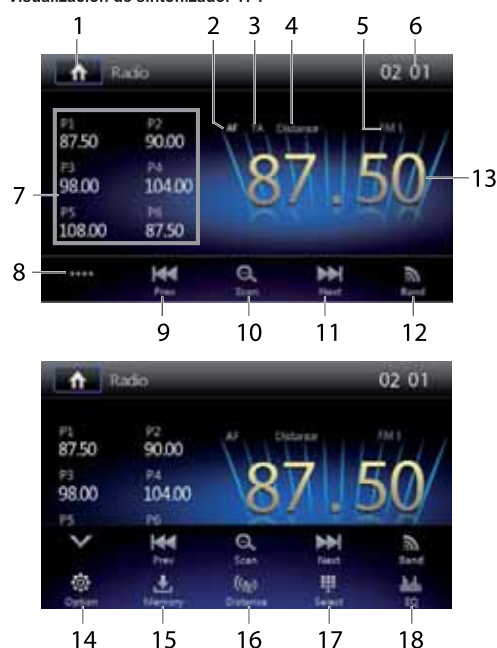 1 2 3 4 5 6
Radio 02 01
AF TA Distance FM 1
P1 P2
87.50 90.00
P3 P4
98.00 104.00
P5 P6
108.00 87.50
87.50
7
13
8
Prev Scan Next Band
9 10 11 12
Radio 02 01
P1 P2
87.50 90.00
P3 P4
98.00 104.00
P5 P6
AF Distance FM 1
87.50
Prev Scan Next Band
Option Memory Distance Select EQ
14 15 16 17 18